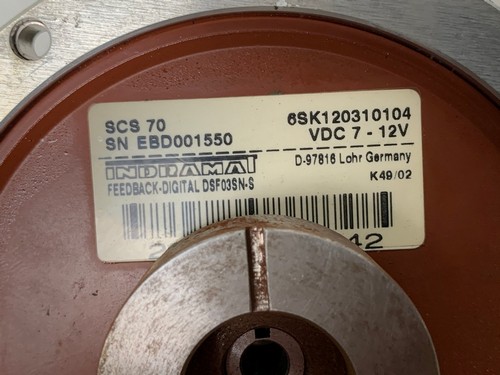 SCS 70
SN EBD001550
6SK120310104
VDC 7 - 12V
INDRAMAT
D-97816 Lohr Germany
FEEDBACK-DIGITAL DSF03SN-S
K49/02